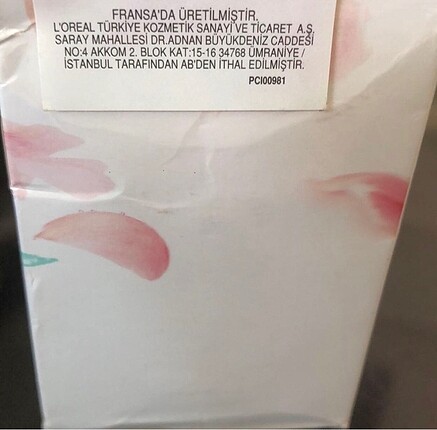 FRANSA'DA ÜRETİLMİŞTİR.
L'OREAL TÜRKİYE KOZMETİK SANAYİ VE TİCARET A.Ş.
SARAY MAHALLESİ DR.ADNAN BÜYÜKDENİZ CADDESİ
NO:4 AKKOM 2. BLOK KAT:15-16 34768 ÜMRANİYE /
İSTANBUL TARAFINDAN AB'DEN İTHAL EDİLMİŞTİR.
PCI00981